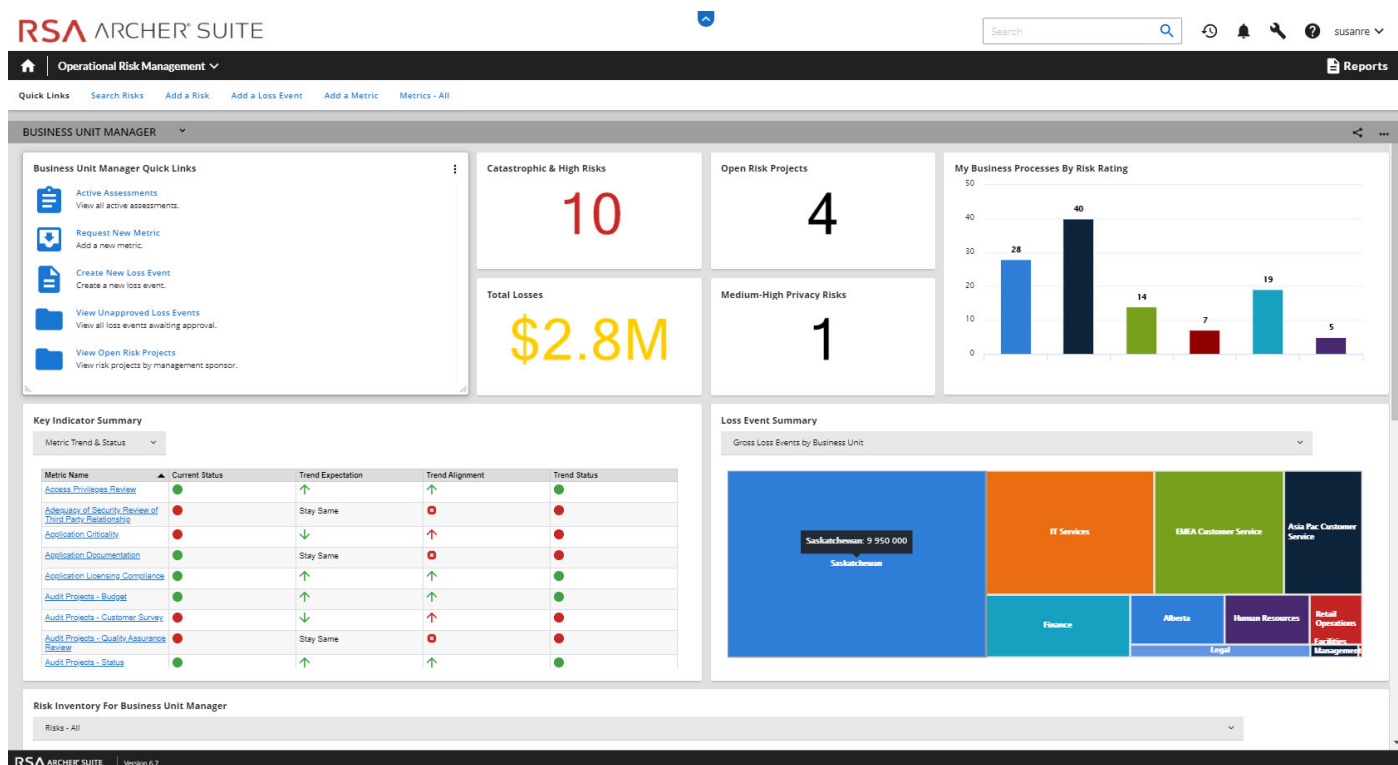 RSA ARCHER® SUITE
Search
susanre
Operational Risk Management
Reports
Quick Links Search Risks Add a Risk Add a Loss Event Add a Metric Metrics - All
BUSINESS UNIT MANAGER
Business Unit Manager Quick Links
Active Assessments
View all active assessments.
Request New Metric
Add a new metric.
Create New Loss Event
Create a new loss event.
View Unapproved Loss Events
View all loss events awaiting approval.
View Open Risk Projects
View risk projects by management sponsor.
Catastrophic & High Risks
10
Open Risk Projects
4
Total Losses
$2.8M
Medium-High Privacy Risks
1
My Business Processes By Risk Rating
50
40
30
20
10
0
28
40
14
7
19
5
Key Indicator Summary
Metric Trend & Status
Metric Name Current Status Trend Expectation Trend Alignment Trend Status
Access Privileges Review
Adequacy of Security Review of Stay Same
Third Party Relationship
Application Criticality
Application Documentation Stay Same
Application Licensing Compliance
Audit Projects - Budget
Audit Projects - Customer Survey
Audit Projects - Quality Assurance Stay Same
Review
Audit Projects - Status
Loss Event Summary
Gross Loss Events by Business Unit
Saskatchewan: 9 950 000
Saskatchewan
IT Services
EMEA Customer Service
Asia Pac Customer
Service
Finance
Alberta
Human Resources
Retail
Operations
Legal
Facilities
Management
Risk Inventory For Business Unit Manager
Risks - All
RSA ARCHER® SUITE Version 6.7